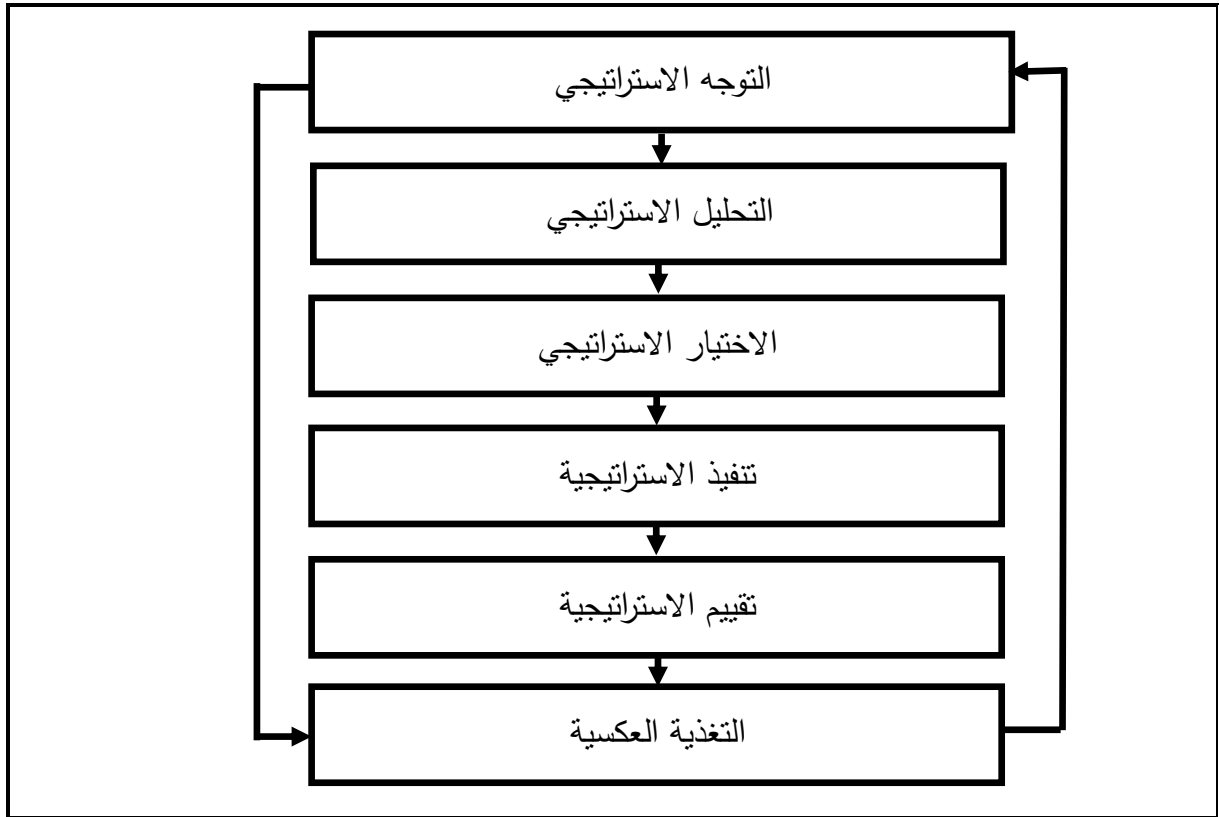 التوجه الاستراتيجي
التحليل الاستراتيجي
الاختيار الاستراتيجي
تنفيذ الاستراتيجية
تقييم الاستراتيجية
التغذية العكسية